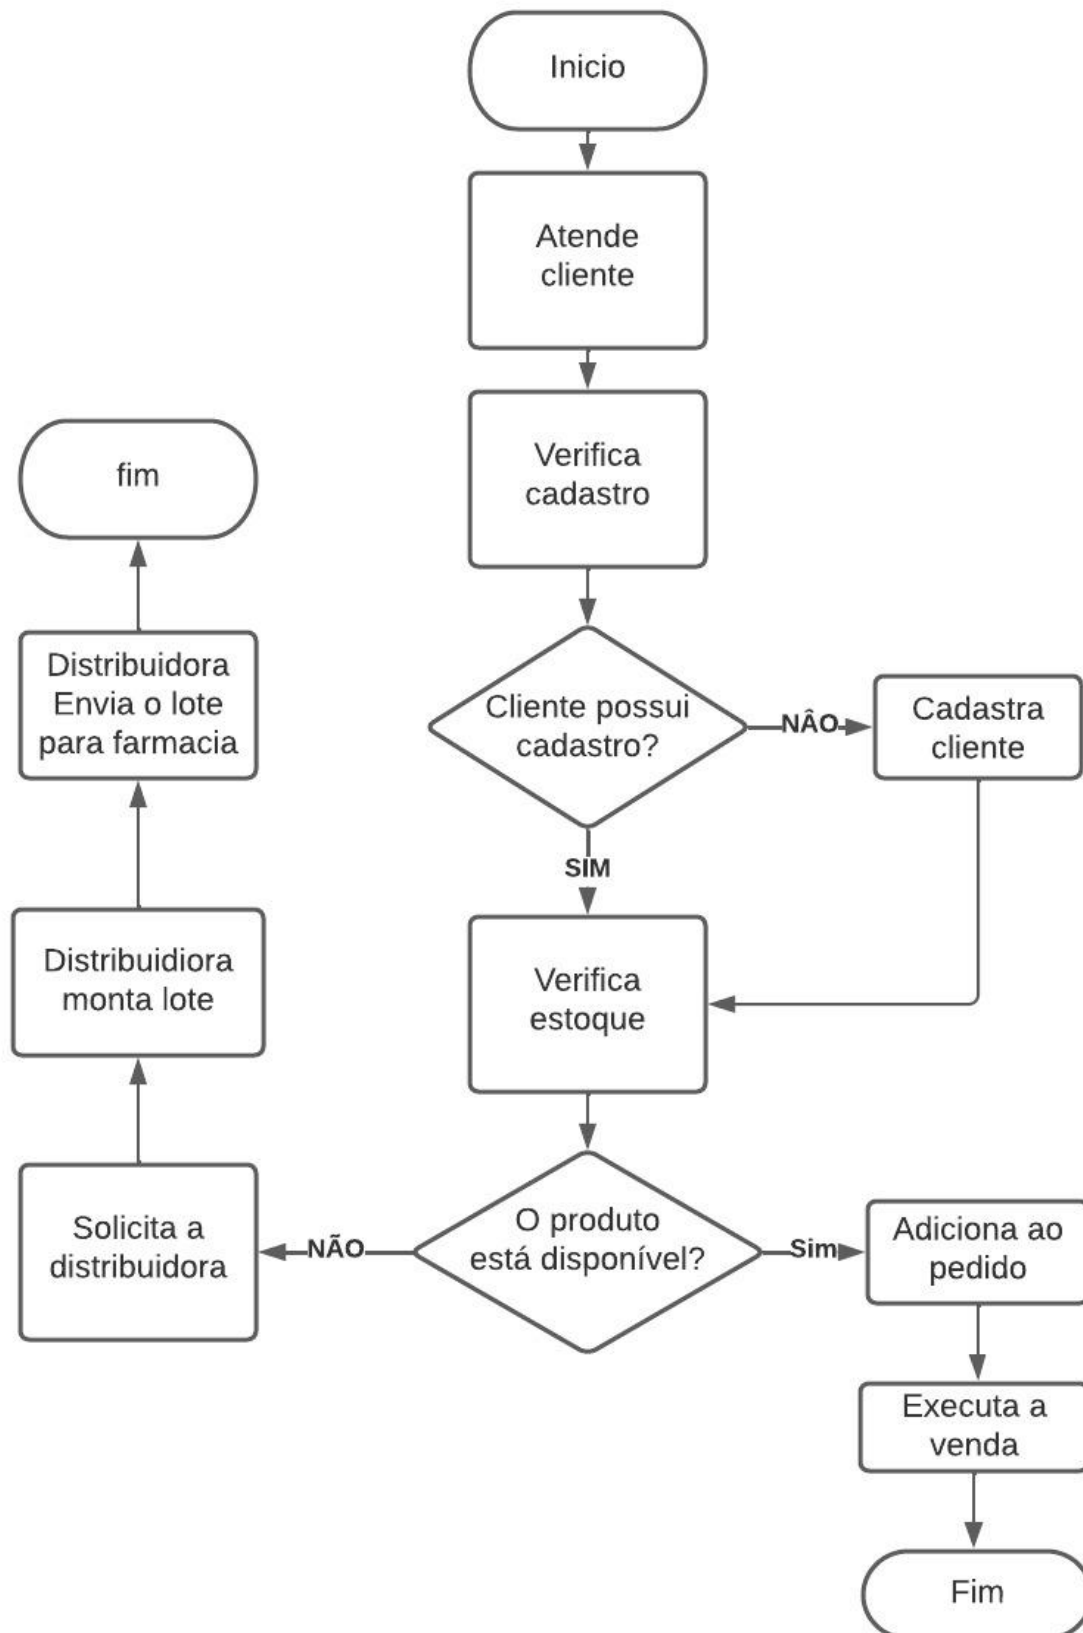 Inicio
Atende
cliente
Verifica
cadastro
fim
Distribuidora
Envia o lote
para farmacia
Cliente possui
cadastro?
NÂO
Cadastra
cliente
SIM
Distribuidiora
monta lote
Verifica
estoque
Solicita a
distribuidora
NÃO
O produto
está disponível?
Sim
Adiciona ao
pedido
Executa a
venda
Fim